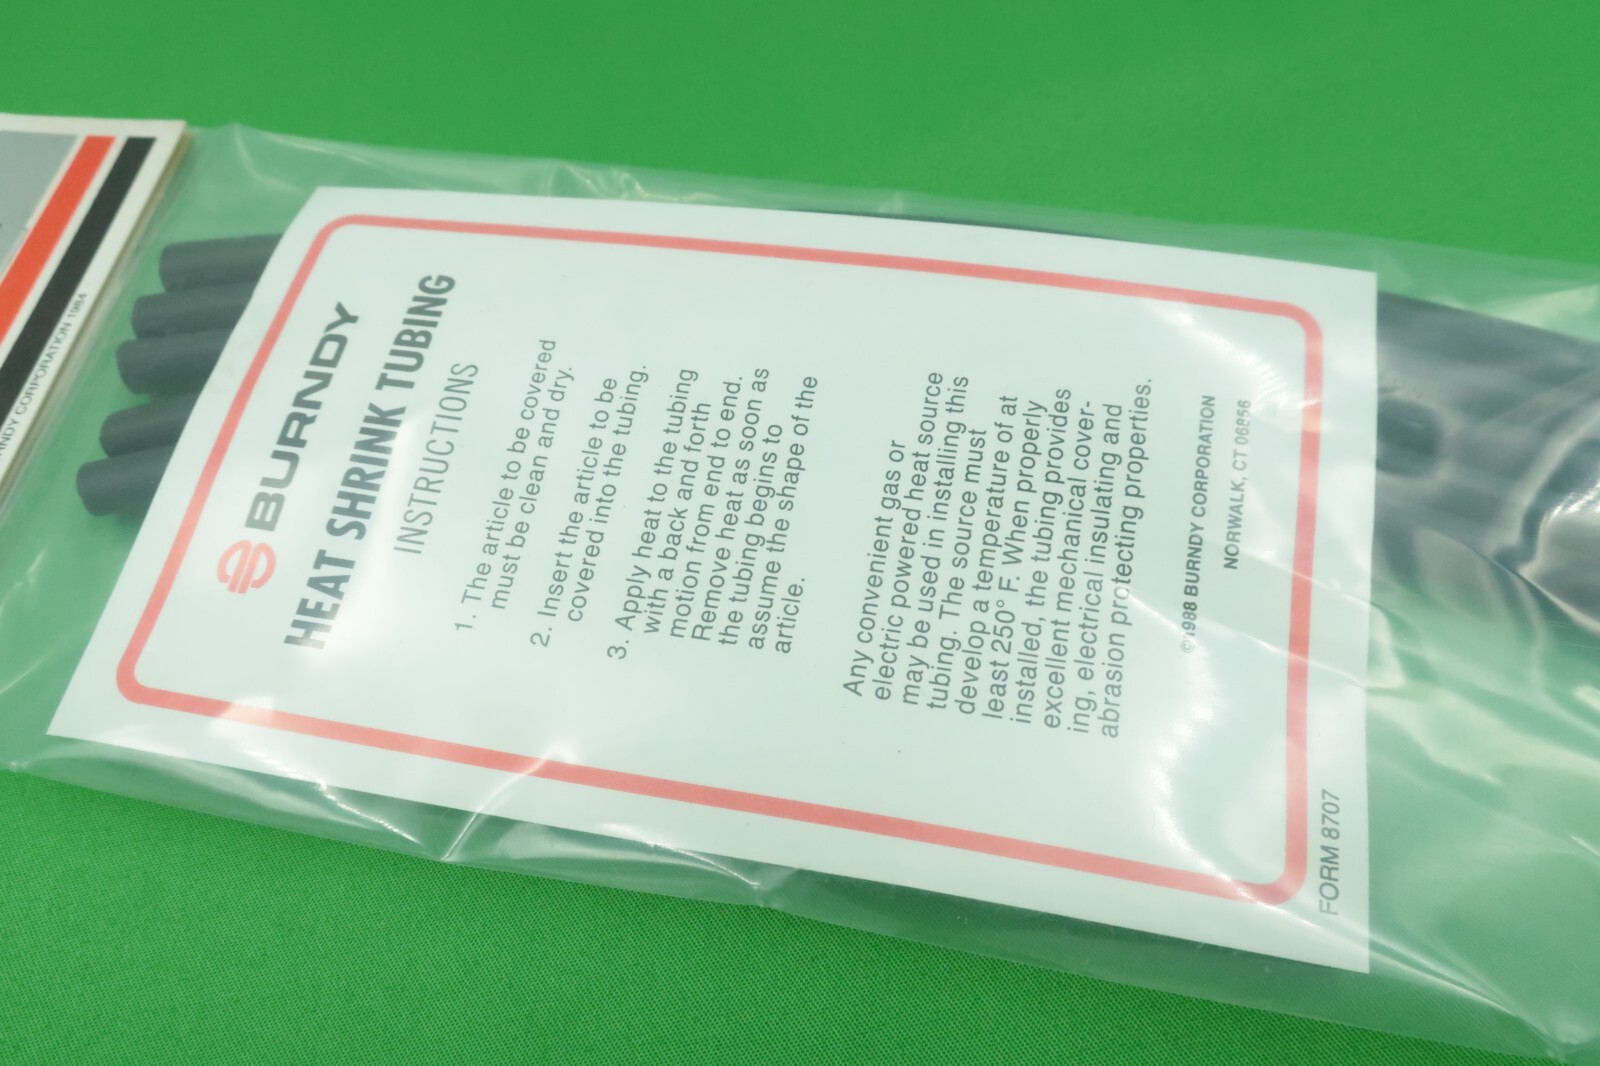 BURNDY
HEAT SHRINK TUBING
INSTRUCTIONS
1. The article to be covered
must be clean and dry.
2. Insert the article to be
covered into the tubing.
3. Apply heat to the tubing
with a back and forth
motion from end to end.
Remove heat as soon as
the tubing begins to
assume the shape of the
article.
Any convenient gas or
electric powered heat source
may be used in installing this
tubing. The source must
develop a temperature of at
least 250° F. When properly
installed, the tubing provides
excellent mechanical cover-
ing, electrical insulating and
abrasion protecting properties.
©1988 BURNDY CORPORATION
NORWALK, CT 06856
FORM 8707
CORPORATION 1984